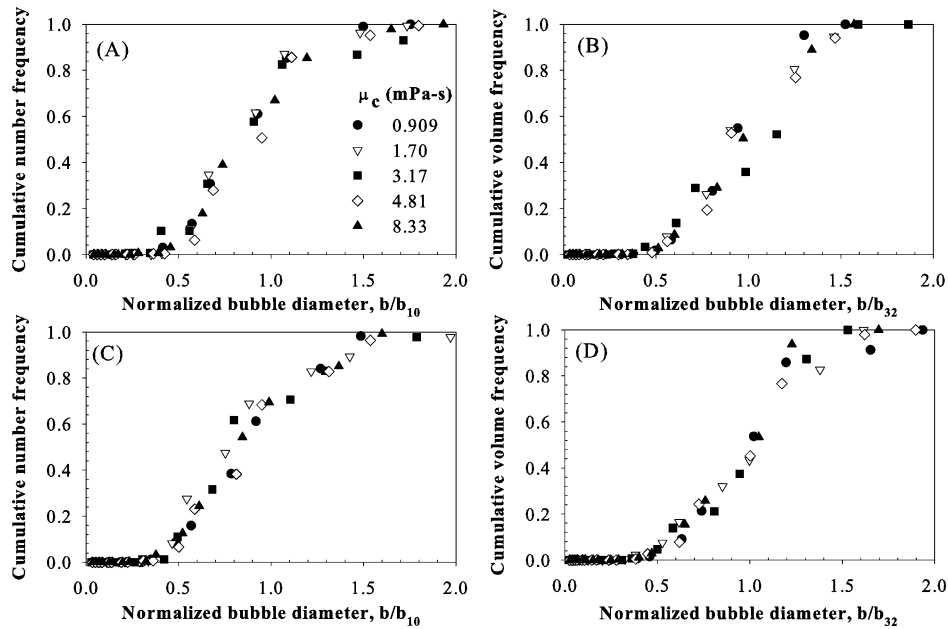 (A)
Cumulative number frequency
1.0
0.8
0.6
0.4
0.2
0.0
μc (mPa-s)
0.909
1.70
3.17
4.81
8.33
0.0 0.5 1.0 1.5 2.0
Normalized bubble diameter, b/b10
(B)
Cumulative volume frequency
1.0
0.8
0.6
0.4
0.2
0.0
0.0 0.5 1.0 1.5 2.0
Normalized bubble diameter, b/b32
(C)
Cumulative number frequency
1.0
0.8
0.6
0.4
0.2
0.0
0.0 0.5 1.0 1.5 2.0
Normalized bubble diameter, b/b10
(D)
Cumulative volume frequency
1.0
0.8
0.6
0.4
0.2
0.0
0.0 0.5 1.0 1.5 2.0
Normalized bubble diameter, b/b32